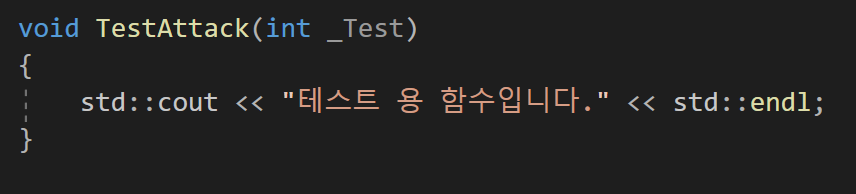 void TestAttack(int _Test)
{
    std::cout << "테스트 용 함수입니다." << std::endl;
}